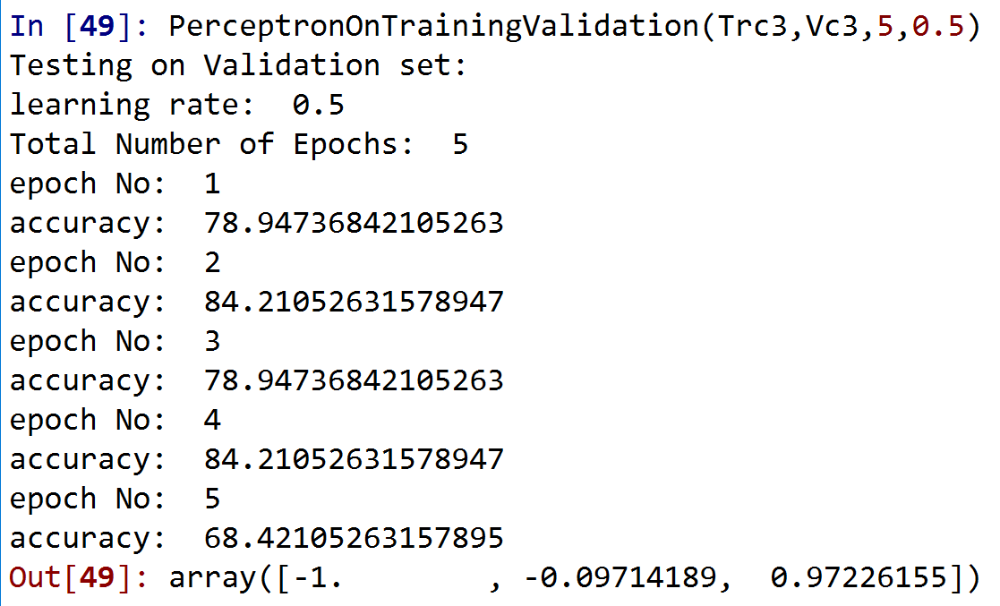 In [49]: PerceptronOnTrainingValidation(Trc3,Vc3,5,0.5)
Testing on Validation set:
learning rate:  0.5
Total Number of Epochs:  5
epoch No:  1
accuracy:  78.94736842105263
epoch No:  2
accuracy:  84.21052631578947
epoch No:  3
accuracy:  78.94736842105263
epoch No:  4
accuracy:  84.21052631578947
epoch No:  5
accuracy:  68.42105263157895
Out[49]: array([-1.        , -0.09714189,  0.97226155])